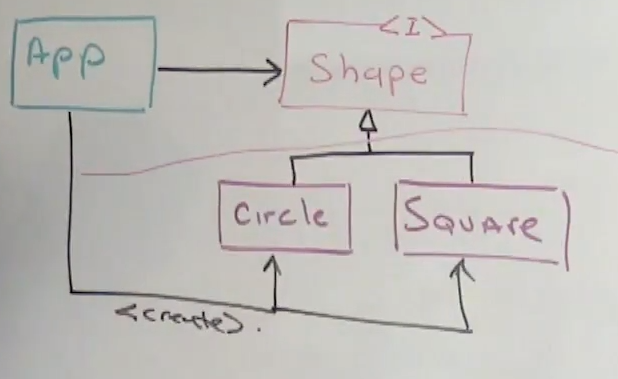 App
<I>
Shape
Circle
Square
<create>.